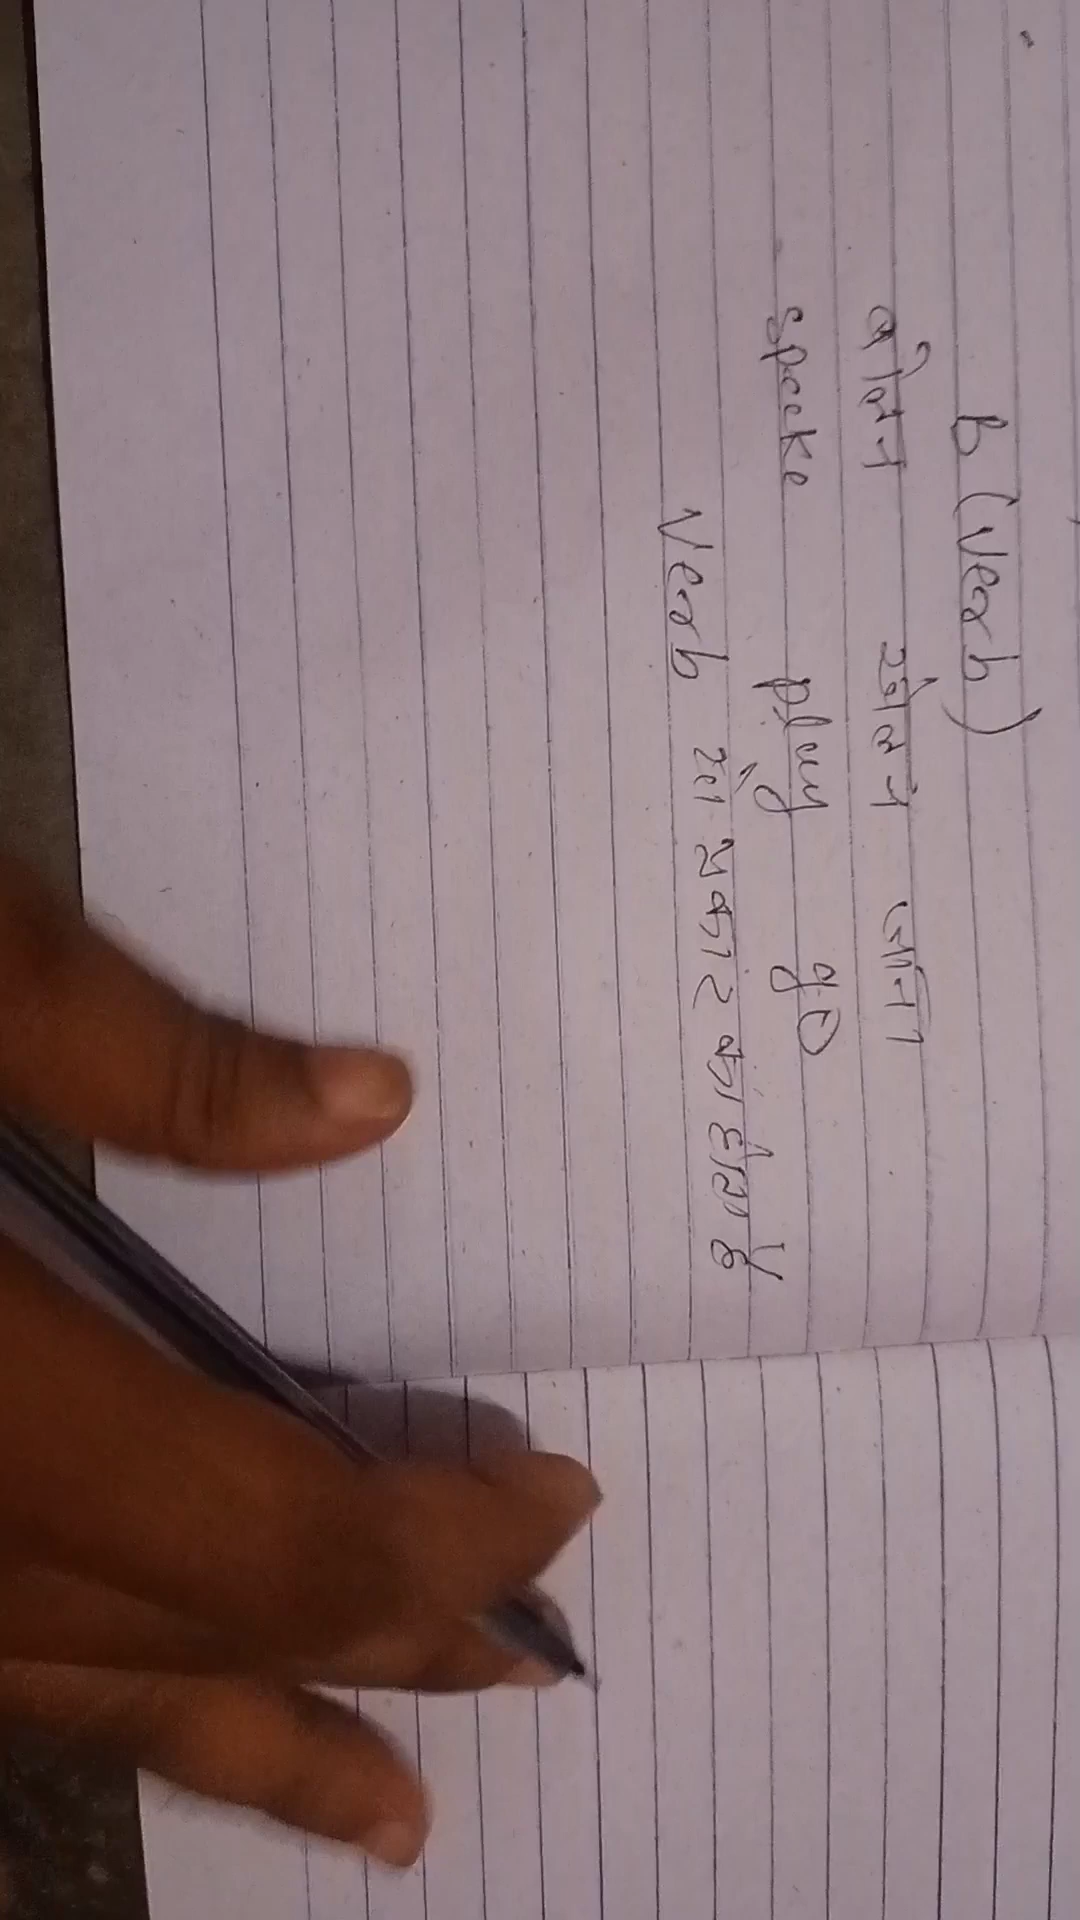 b (Verb)
बोलन खेलन जाना
specke play go
Verb दो प्रकार का होता है